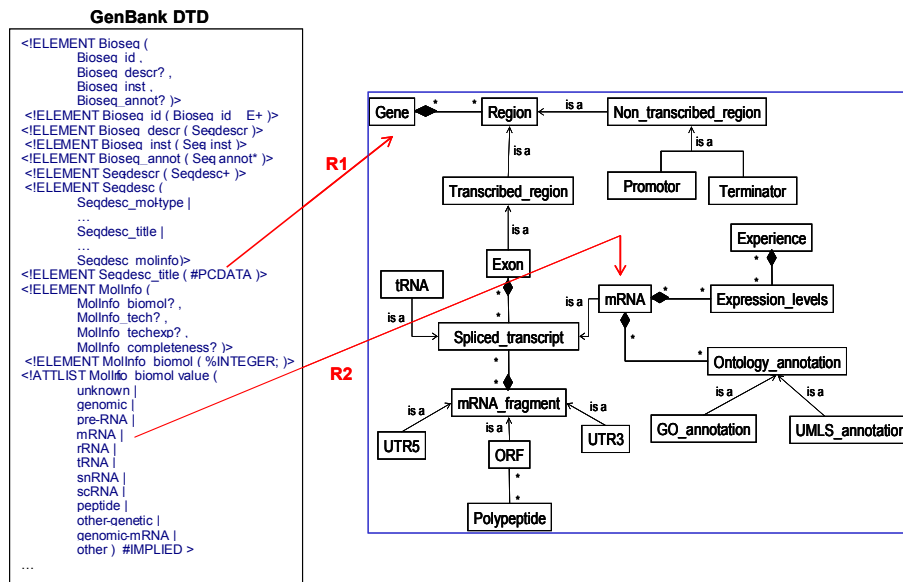 GenBank DTD
<!ELEMENT Bioseq (
Bioseq_id ,
Bioseq_descr? ,
Bioseq_inst ,
Bioseq_annot? )>
<!ELEMENT Bioseq_id ( Bioseq_id__E+ )>
<!ELEMENT Bioseq_descr ( Seqdescr )>
<!ELEMENT Bioseq_inst ( Seq_inst )>
<!ELEMENT Bioseq_annot ( Seq_annot* )>
<!ELEMENT Seqdescr ( Seqdesc+ )>
<!ELEMENT Seqdesc (
Seqdesc_mol-type |
…
Seqdesc_title |
…
Seqdesc_molinfo)>
<!ELEMENT Seqdesc_title ( #PCDATA )>
<!ELEMENT MolInfo (
MolInfo_biomol? ,
MolInfo_tech? ,
MolInfo_techexp? ,
MolInfo_completeness? )>
<!ELEMENT MolInfo_biomol ( %INTEGER; )>
<!ATTLIST MolInfo_biomol value (
unknown |
genomic |
pre-RNA |
mRNA |
rRNA |
tRNA |
snRNA |
scRNA |
peptide |
other-genetic |
genomic-mRNA |
other ) #IMPLIED >
…
R1
R2
Gene * * Region is a Non_transcribed_region
is a is a
Promotor Terminator
Transcribed_region
is a
Experience
*
Exon
*
tRNA
is a
mRNA * * Expression_levels
*
is a
Spliced_transcript
*
*
Ontology_annotation
*
*
mRNA_fragment
is a is a
GO_annotation UMLS_annotation
is a is a is a
UTR5 ORF UTR3
*
*
Polypeptide